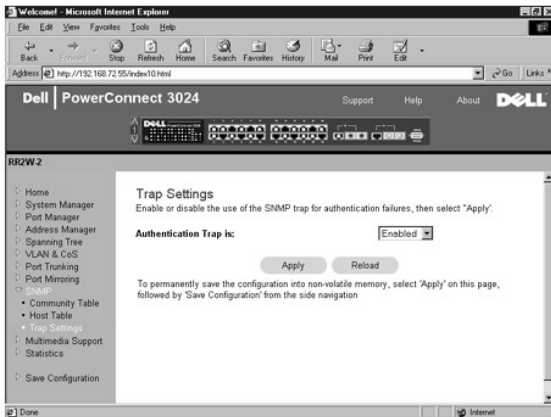 Welcome! - Microsoft Internet Explorer
File Edit View Favorites Tools Help
Back Forward Stop Refresh Home Search Favorites History Mail Print Edit
Address http://192.168.72.55/index10.html Go Links
Dell | PowerConnect 3024
Support Help About DELL
DELL
RR2W-2
Home
System Manager
Port Manager
Address Manager
Spanning Tree
VLAN & CoS
Port Trunking
Port Mirroring
SNMP
Community Table
Host Table
Trap Settings
Multimedia Support
Statistics
Save Configuration
Trap Settings
Enable or disable the use of the SNMP trap for authentication failures, then select "Apply".
Authentication Trap is: Enabled
Apply Reload
To permanently save the configuration into non-volatile memory, select 'Apply' on this page,
followed by 'Save Configuration' from the side navigation
Done Internet